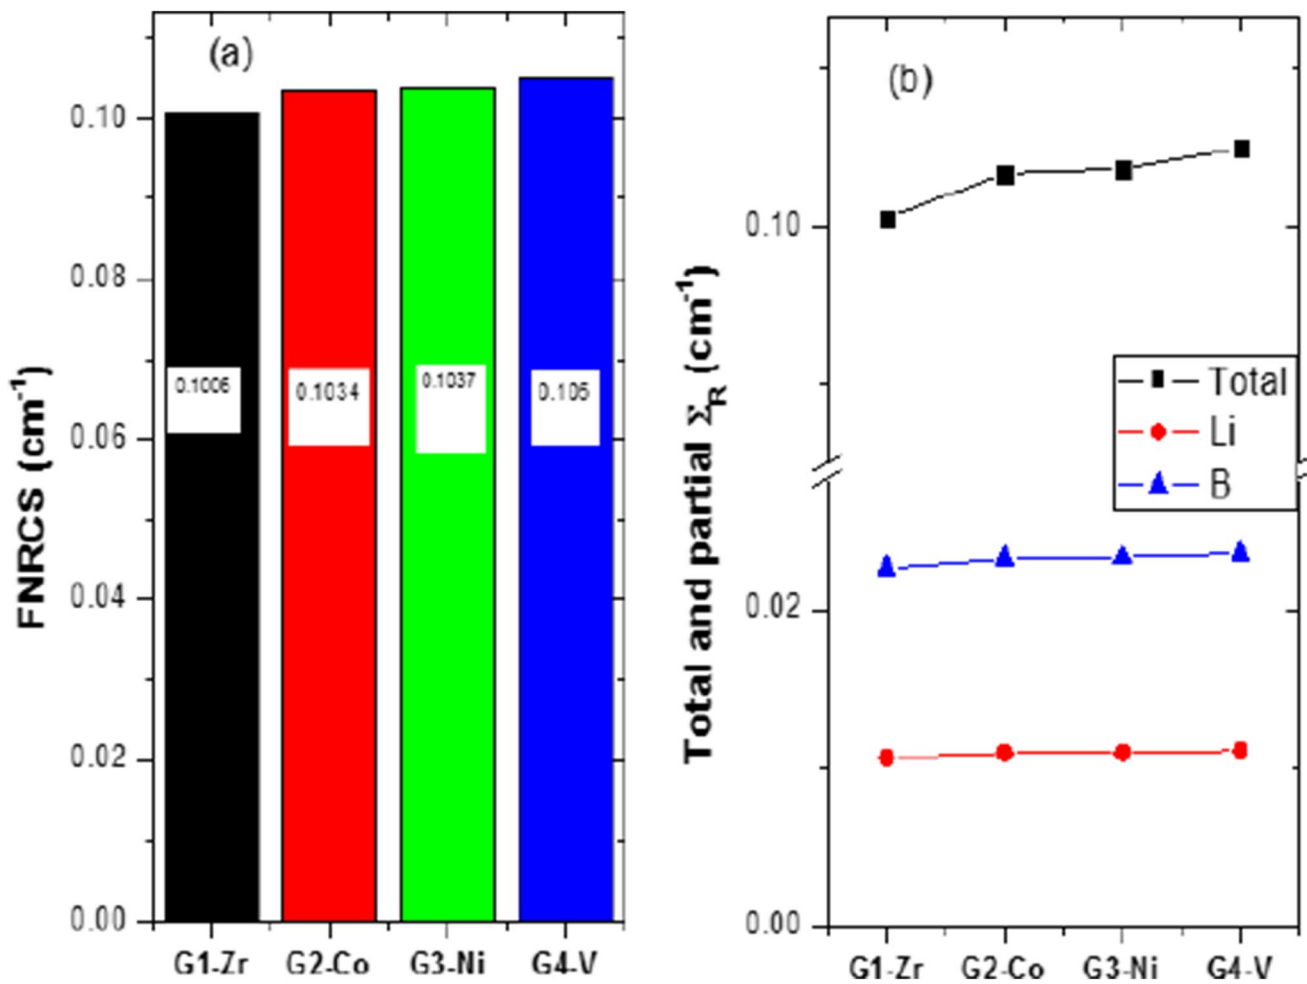 (a)
0.10
0.08
0.06
0.04
0.02
0.00
FNRCS (cm⁻¹)
0.1006
0.1034
0.1037
0.105
G1-Zr G2-Co G3-Ni G4-V
(b)
0.10
0.02
0.00
Total and partial Σ_R (cm⁻¹)
Total
Li
B
G1-Zr G2-Co G3-Ni G4-V